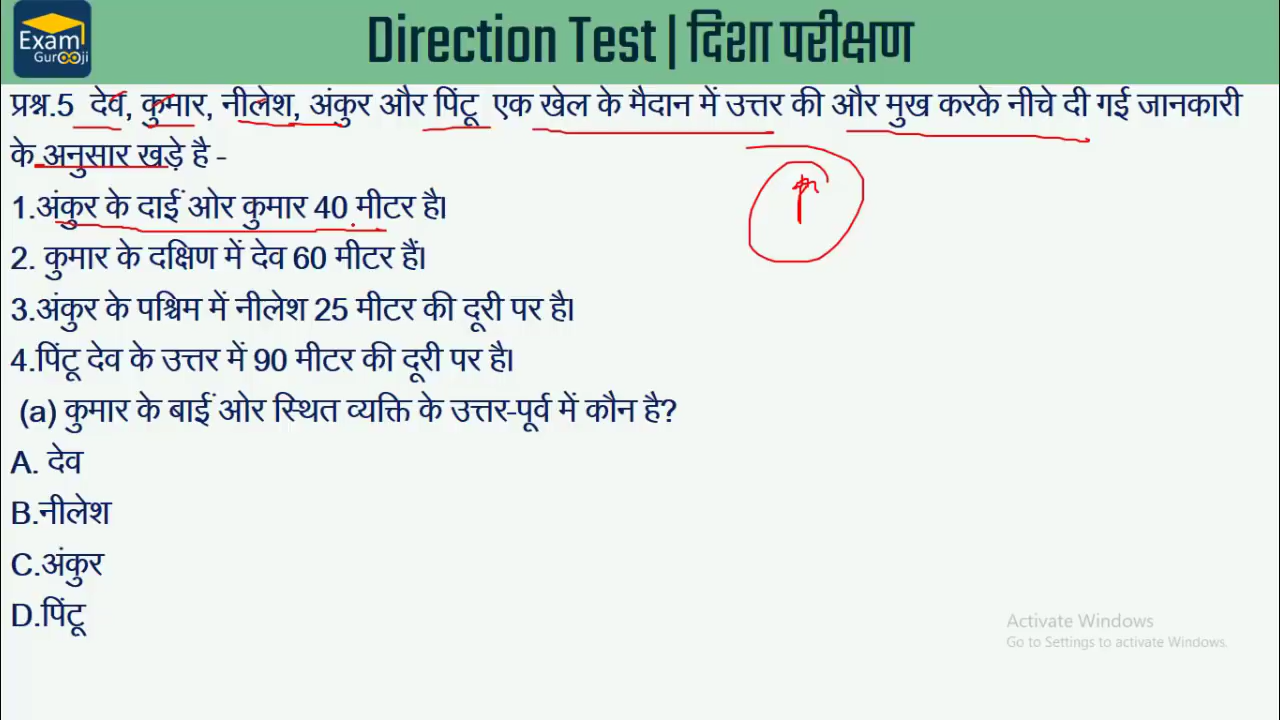 Exam
Gurooji
Direction Test | दिशा परीक्षण
प्रश्न.5 देव, कुमार, नीलेश, अंकुर और पिंटू एक खेल के मैदान में उत्तर की और मुख करके नीचे दी गई जानकारी
के अनुसार खड़े है -
1.अंकुर के दाईं ओर कुमार 40 मीटर है।
2. कुमार के दक्षिण में देव 60 मीटर हैं।
3.अंकुर के पश्चिम में नीलेश 25 मीटर की दूरी पर है।
4.पिंटू देव के उत्तर में 90 मीटर की दूरी पर है।
(a) कुमार के बाईं ओर स्थित व्यक्ति के उत्तर-पूर्व में कौन है?
A. देव
B.नीलेश
C.अंकुर
D.पिंटू
Activate Windows
Go to Settings to activate Windows.